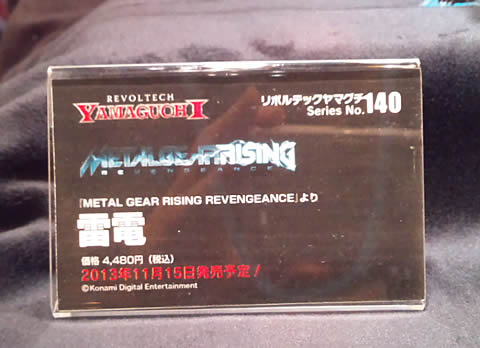 REVOLTECH
YAMAGUCHI
リボルテックヤマグチ
Series No.140
METAL GEAR RISING
REVENGEANCE
『METAL GEAR RISING REVENGEANCE』より
雷電
価格 4,480円（税込）
2013年11月15日発売予定！
©Konami Digital Entertainment